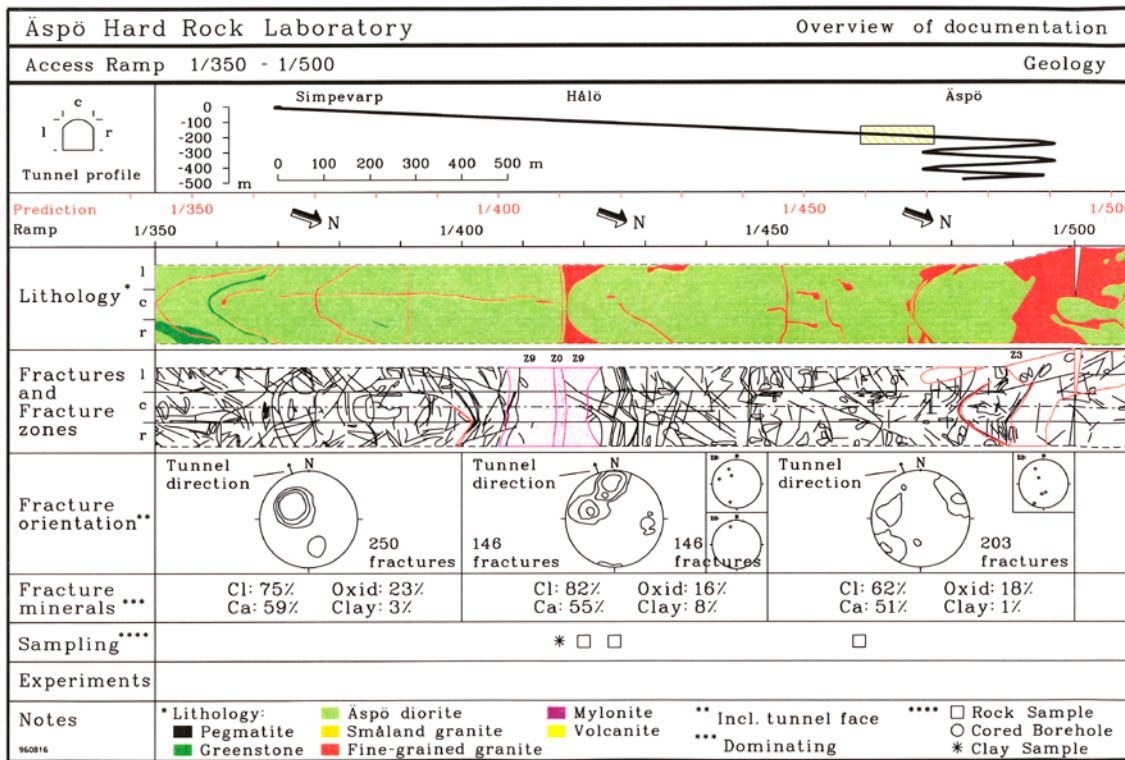 Äspö Hard Rock Laboratory Overview of documentation
Access Ramp 1/350 - 1/500 Geology
c
l r
Tunnel profile
Simpevarp Hålö Äspö
0
-100
-200
-300
-400
-500 m
0 100 200 300 400 500 m
Prediction 1/350 1/400 1/450 1/500
N N N
Ramp 1/350 1/400 1/450 1/500
Lithology*
l
c
r
Z9 Z0 Z9 Z3
Fractures and Fracture zones
l
c
r
Fracture orientation**
Tunnel direction N
250 fractures
Tunnel direction N
146 fractures
146 fractures
Tunnel direction N
203 fractures
Fracture minerals ***
Cl: 75% Oxid: 23%
Ca: 59% Clay: 3%
Cl: 82% Oxid: 16%
Ca: 55% Clay: 8%
Cl: 62% Oxid: 18%
Ca: 51% Clay: 1%
Sampling****
*
Experiments
Notes
960816
* Lithology:
Pegmatite
Greenstone
Äspö diorite
Småland granite
Fine-grained granite
Mylonite
Volcanite
** Incl. tunnel face
*** Dominating
**** Rock Sample
Cored Borehole
* Clay Sample